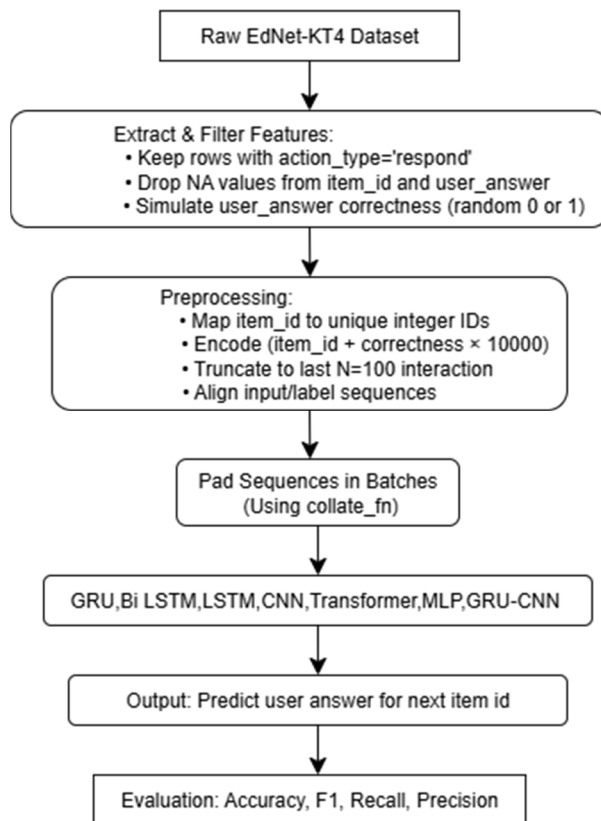 Raw EdNet-KT4 Dataset
Extract & Filter Features:
• Keep rows with action_type='respond'
• Drop NA values from item_id and user_answer
• Simulate user_answer correctness (random 0 or 1)
Preprocessing:
• Map item_id to unique integer IDs
• Encode (item_id + correctness × 10000)
• Truncate to last N=100 interaction
• Align input/label sequences
Pad Sequences in Batches
(Using collate_fn)
GRU,Bi LSTM,LSTM,CNN,Transformer,MLP,GRU-CNN
Output: Predict user answer for next item id
Evaluation: Accuracy, F1, Recall, Precision